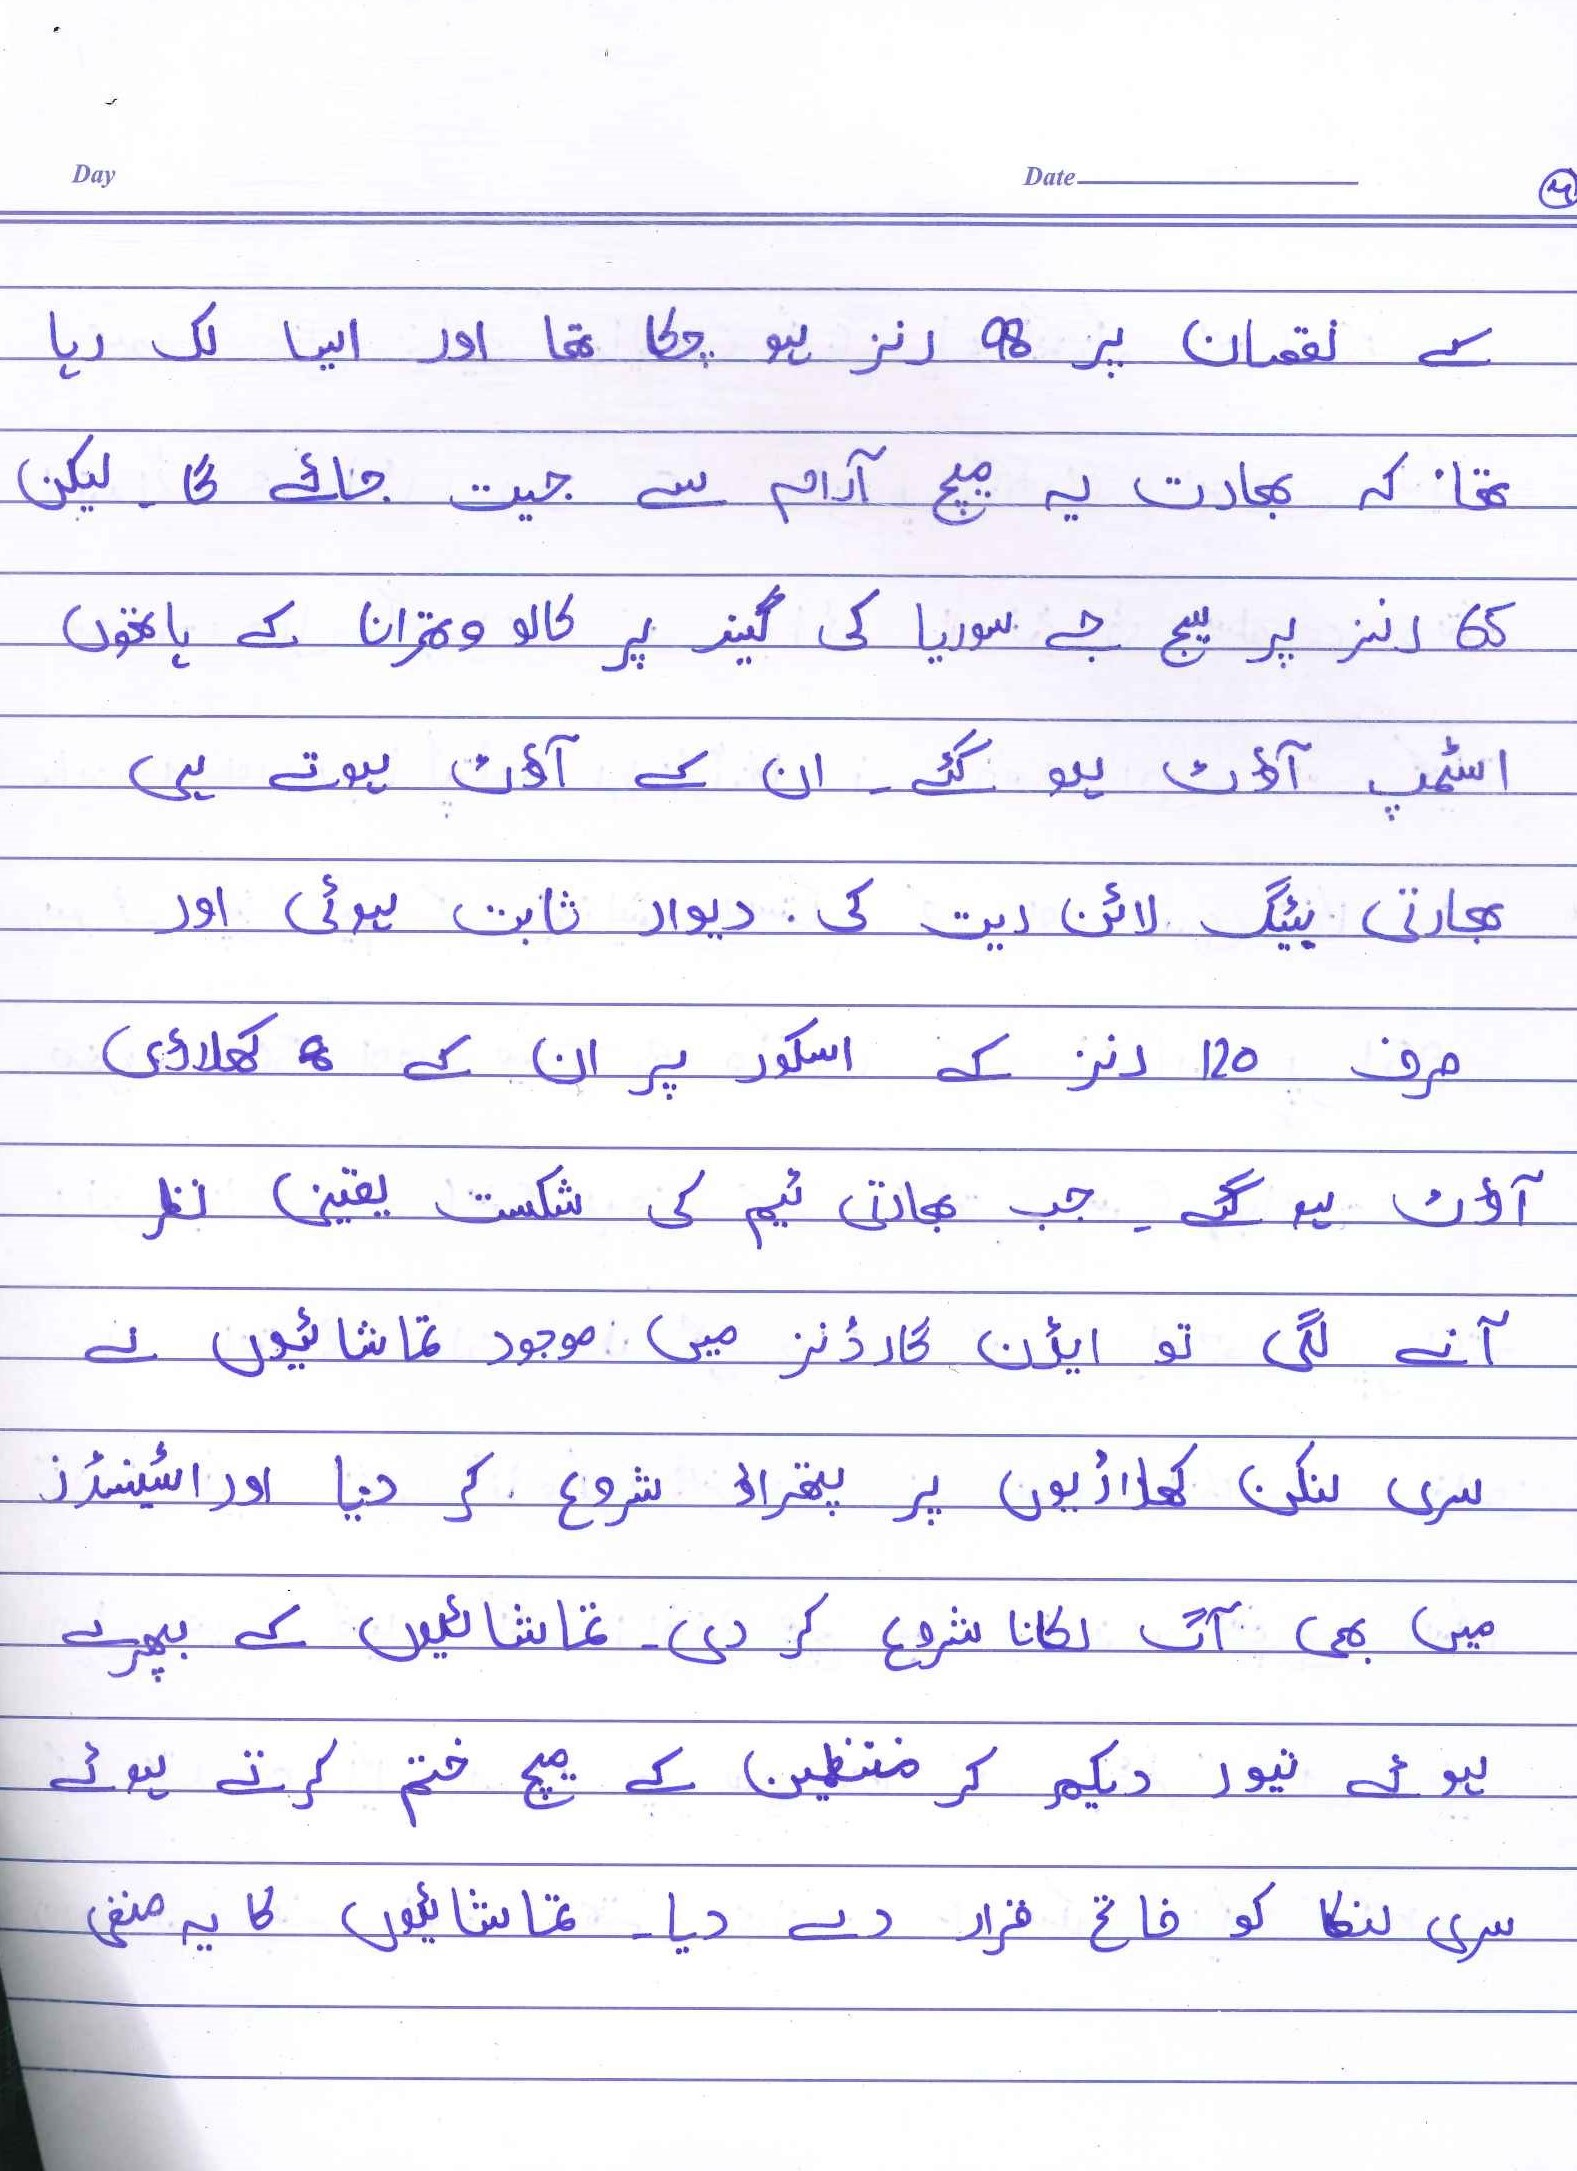 Day Date
کے نقصان پر 98 رنز ہو چکا تھا اور ایسا لگ رہا
تھا کہ بھارت یہ میچ آرام سے جیت جائے گا۔ لیکن
65 رنز پر سچ جے سوریا کی گیند پر کالو وتھرانا کے ہاتھوں
اسٹمپ آؤٹ ہو گئے۔ ان کے آؤٹ ہوتے ہی
بھارتی بیٹنگ لائن ریت کی دیوار ثابت ہوئی اور
صرف 120 رنز کے اسکور پر ان کے 8 کھلاڑی
آؤٹ ہو گئے۔ جب بھارتی ٹیم کی شکست یقینی نظر
آنے لگی تو ایڈن گارڈنز میں موجود تماشائیوں نے
سری لنکن کھلاڑیوں پر پتھراؤ شروع کر دیا اور اسٹینڈز
میں بھی آگ لگانا شروع کر دی۔ تماشائیوں کے بپھرے
ہوئے تیور دیکھ کر منتظمین کے میچ ختم کرتے ہوئے
سری لنکا کو فاتح قرار دے دیا۔ تماشائیوں کا یہ منفی